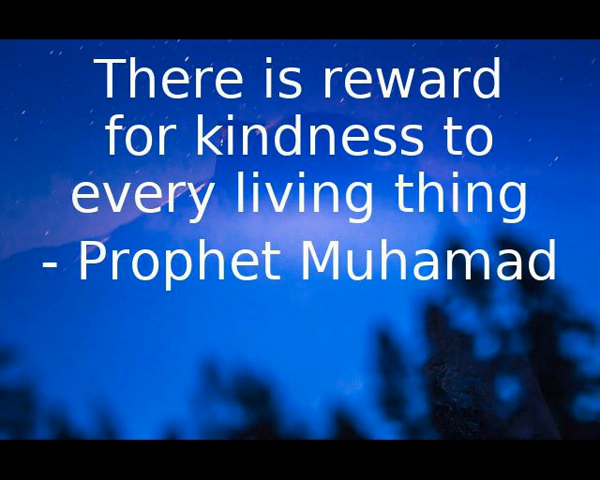 There is reward
for kindness to
every living thing
- Prophet Muhamad